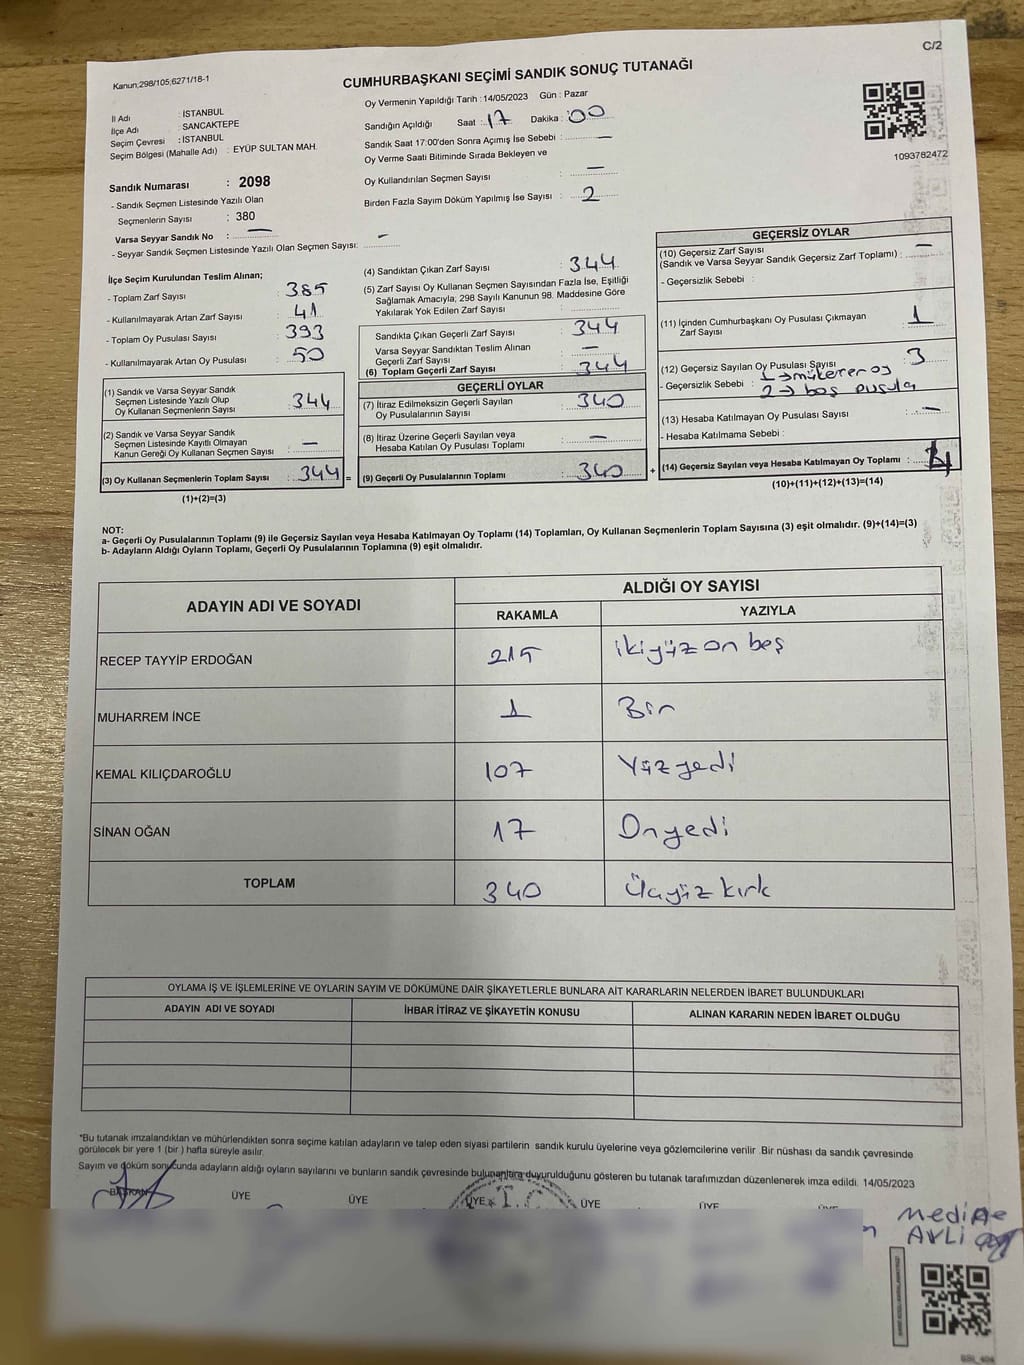 C/2
Kanun;298/105;6271/18-1
CUMHURBAŞKANI SEÇİMİ SANDIK SONUÇ TUTANAĞI
İl Adı : İSTANBUL
İlçe Adı : SANCAKTEPE
Seçim Çevresi : İSTANBUL
Seçim Bölgesi (Mahalle Adı) : EYÜP SULTAN MAH.
Sandık Numarası : 2098
- Sandık Seçmen Listesinde Yazılı Olan
Seçmenlerin Sayısı : 380
Varsa Seyyar Sandık No : —
- Seyyar Sandık Seçmen Listesinde Yazılı Olan Seçmen Sayısı: —
Oy Vermenin Yapıldığı Tarih :14/05/2023 Gün : Pazar
Sandığın Açıldığı Saat : 17 Dakika : 00
Sandık Saat 17:00'den Sonra Açımış İse Sebebi : —
Oy Verme Saati Bitiminde Sırada Bekleyen ve
Oy Kullandırılan Seçmen Sayısı : —
Birden Fazla Sayım Döküm Yapılmış İse Sayısı : 2
1093782472
İlçe Seçim Kurulundan Teslim Alınan;
- Toplam Zarf Sayısı : 385
- Kullanılmayarak Artan Zarf Sayısı : 41
- Toplam Oy Pusulası Sayısı : 393
- Kullanılmayarak Artan Oy Pusulası : 50
(1) Sandık ve Varsa Seyyar Sandık
Seçmen Listesinde Yazılı Olup
Oy Kullanan Seçmenlerin Sayısı : 344
(2) Sandık ve Varsa Seyyar Sandık
Seçmen Listesinde Kayıtlı Olmayan
Kanun Gereği Oy Kullanan Seçmen Sayısı : —
(3) Oy Kullanan Seçmenlerin Toplam Sayısı : 344 =
(1)+(2)=(3)
(4) Sandıktan Çıkan Zarf Sayısı : 344
(5) Zarf Sayısı Oy Kullanan Seçmen Sayısından Fazla İse, Eşitliği
Sağlamak Amacıyla; 298 Sayılı Kanunun 98. Maddesine Göre
Yakılarak Yok Edilen Zarf Sayısı :
Sandıkta Çıkan Geçerli Zarf Sayısı : 344
Varsa Seyyar Sandıktan Teslim Alınan
Geçerli Zarf Sayısı : —
(6) Toplam Geçerli Zarf Sayısı : 344
GEÇERLİ OYLAR
(7) İtiraz Edilmeksizin Geçerli Sayılan
Oy Pusulalarının Sayısı : 340
(8) İtiraz Üzerine Geçerli Sayılan veya
Hesaba Katılan Oy Pusulası Toplamı : —
(9) Geçerli Oy Pusulalarının Toplamı : 340 +
GEÇERSİZ OYLAR
(10) Geçersiz Zarf Sayısı
(Sandık ve Varsa Seyyar Sandık Geçersiz Zarf Toplamı) : —
- Geçersizlik Sebebi :
(11) İçinden Cumhurbaşkanı Oy Pusulası Çıkmayan
Zarf Sayısı : 1
(12) Geçersiz Sayılan Oy Pusulası Sayısı : 3
- Geçersizlik Sebebi : 1→mükerrer oy
2→ boş pusula
(13) Hesaba Katılmayan Oy Pusulası Sayısı : —
- Hesaba Katılmama Sebebi :
(14) Geçersiz Sayılan veya Hesaba Katılmayan Oy Toplamı : 4
(10)+(11)+(12)+(13)=(14)
NOT:
a- Geçerli Oy Pusulalarının Toplamı (9) ile Geçersiz Sayılan veya Hesaba Katılmayan Oy Toplamı (14) Toplamları, Oy Kullanan Seçmenlerin Toplam Sayısına (3) eşit olmalıdır. (9)+(14)=(3)
b- Adayların Aldığı Oyların Toplamı, Geçerli Oy Pusulalarının Toplamına (9) eşit olmalıdır.
ADAYIN ADI VE SOYADI
ALDIĞI OY SAYISI
RAKAMLA YAZIYLA
RECEP TAYYİP ERDOĞAN 215 ikiyüz on beş
MUHARREM İNCE 1 Bir
KEMAL KILIÇDAROĞLU 107 Yüz yedi
SİNAN OĞAN 17 Onyedi
TOPLAM 340 Üçyüz kırk
OYLAMA İŞ VE İŞLEMLERİNE VE OYLARIN SAYIM VE DÖKÜMÜNE DAİR ŞİKAYETLERLE BUNLARA AİT KARARLARIN NELERDEN İBARET BULUNDUKLARI
ADAYIN ADI VE SOYADI İHBAR İTİRAZ VE ŞİKAYETİN KONUSU ALINAN KARARIN NEDEN İBARET OLDUĞU
*Bu tutanak imzalandıktan ve mühürlendikten sonra seçime katılan adayların ve talep eden siyasi partilerin sandık kurulu üyelerine veya gözlemcilerine verilir .Bir nüshası da sandık çevresinde
görülecek bir yere 1 (bir ) hafta süreyle asılır.
Sayım ve döküm sonucunda adayların aldığı oyların sayılarını ve bunların sandık çevresinde bulunanlara duyurulduğunu gösteren bu tutanak tarafımızdan düzenlenerek imza edildi. 14/05/2023
BAŞKAN ÜYE ÜYE ÜYE ÜYE ÜYE ÜYE
T.C.
Medine
AVLİ